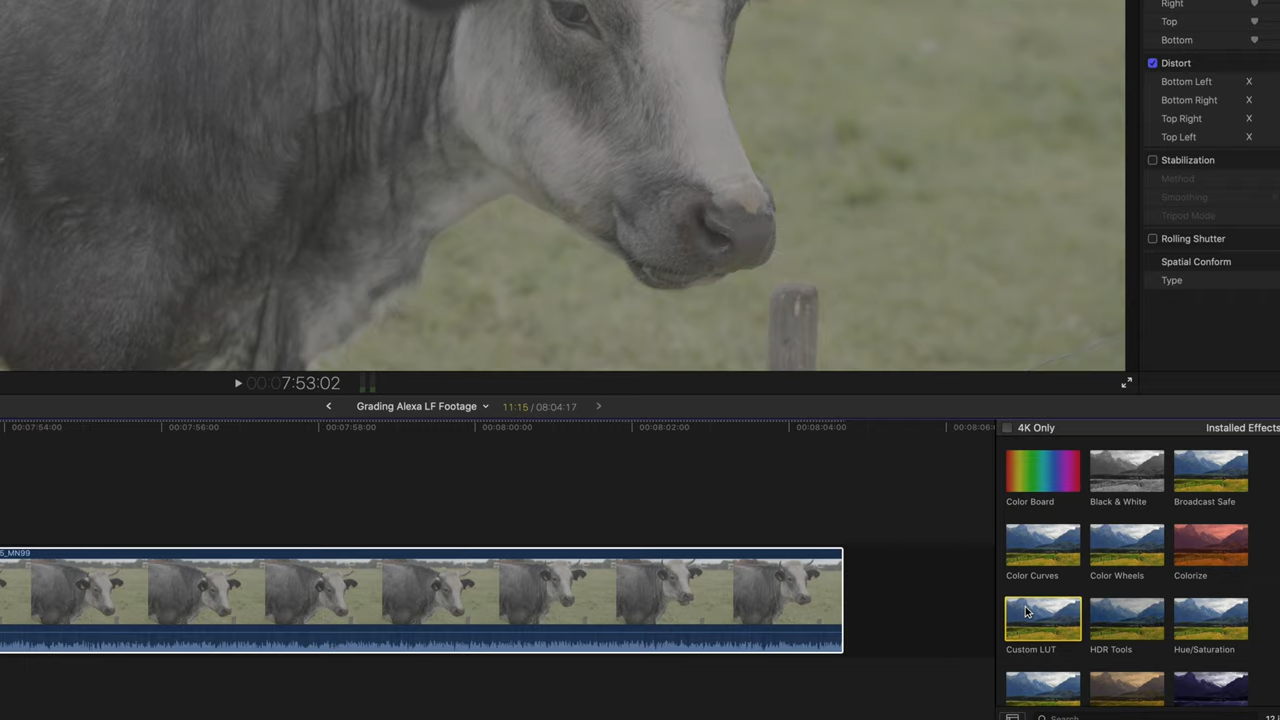 Right
Top
Bottom
Distort
Bottom Left X
Bottom Right X
Top Right X
Top Left X
Stabilization
Method
Smoothing
Tripod Mode
Rolling Shutter
Spatial Conform
Type
00:07:53:02
Grading Alexa LF Footage 11:15 / 08:04:17
00:07:54:00 00:07:56:00 00:07:58:00 00:08:00:00 00:08:02:00 00:08:04:00 00:08:06:
4K Only Installed Effects
Color Board Black & White Broadcast Safe
5_MN99
Color Curves Color Wheels Colorize
Custom LUT HDR Tools Hue/Saturation
Search